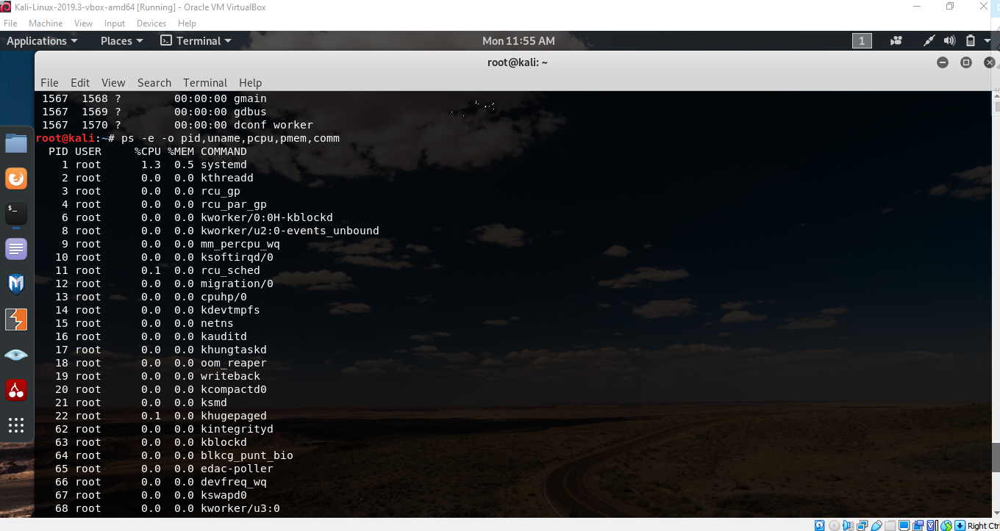 Kali-Linux-2019.3-vbox-amd64 [Running] - Oracle VM VirtualBox
File Machine View Input Devices Help
Applications Places Terminal Mon 11:55 AM 1
root@kali: ~
File Edit View Search Terminal Help
1567 1568 ? 00:00:00 gmain
1567 1569 ? 00:00:00 gdbus
1567 1570 ? 00:00:00 dconf worker
root@kali:~# ps -e -o pid,uname,pcpu,pmem,comm
PID USER %CPU %MEM COMMAND
1 root 1.3 0.5 systemd
2 root 0.0 0.0 kthreadd
3 root 0.0 0.0 rcu_gp
4 root 0.0 0.0 rcu_par_gp
6 root 0.0 0.0 kworker/0:0H-kblockd
8 root 0.0 0.0 kworker/u2:0-events_unbound
9 root 0.0 0.0 mm_percpu_wq
10 root 0.0 0.0 ksoftirqd/0
11 root 0.1 0.0 rcu_sched
12 root 0.0 0.0 migration/0
13 root 0.0 0.0 cpuhp/0
14 root 0.0 0.0 kdevtmpfs
15 root 0.0 0.0 netns
16 root 0.0 0.0 kauditd
17 root 0.0 0.0 khungtaskd
18 root 0.0 0.0 oom_reaper
19 root 0.0 0.0 writeback
20 root 0.0 0.0 kcompactd0
21 root 0.0 0.0 ksmd
22 root 0.1 0.0 khugepaged
62 root 0.0 0.0 kintegrityd
63 root 0.0 0.0 kblockd
64 root 0.0 0.0 blkcg_punt_bio
65 root 0.0 0.0 edac-poller
66 root 0.0 0.0 devfreq_wq
67 root 0.0 0.0 kswapd0
68 root 0.0 0.0 kworker/u3:0
Right Ctr